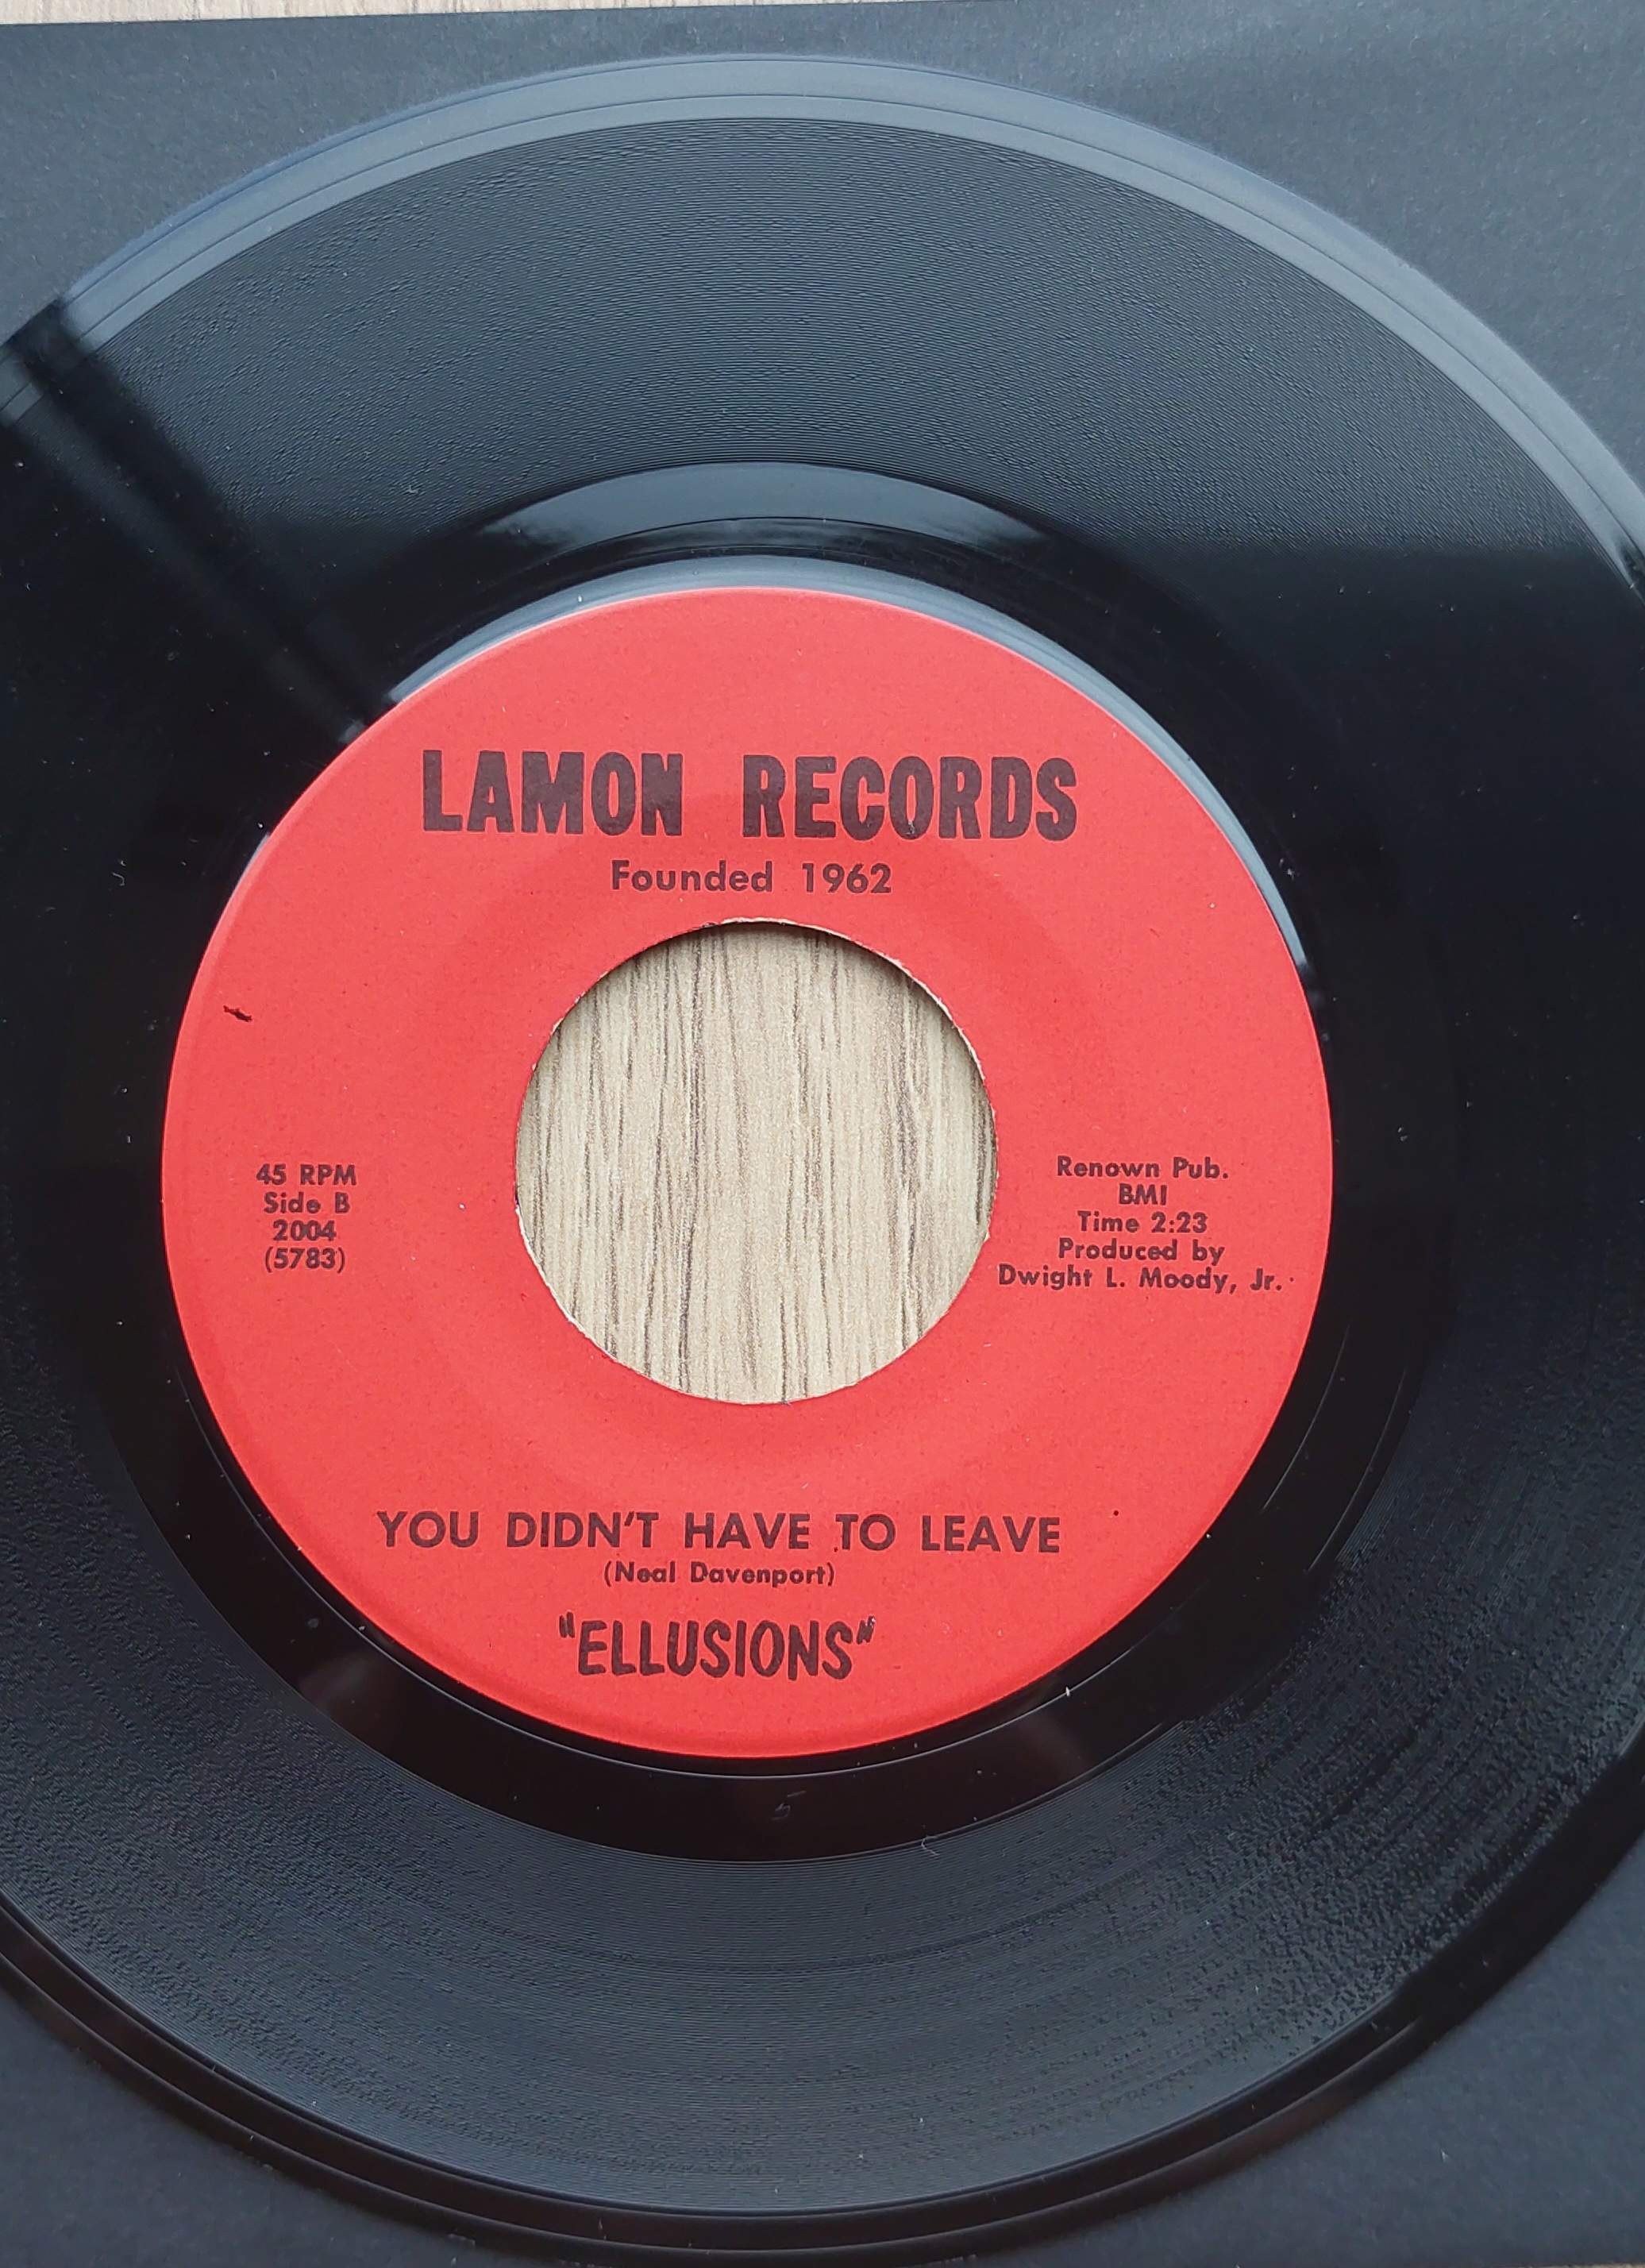 LAMON RECORDS
Founded 1962
45 RPM
Side B
2004
(5783)
Renown Pub.
BMI
Time 2:23
Produced by
Dwight L. Moody, Jr.
YOU DIDN'T HAVE TO LEAVE
(Neal Davenport)
"ELLUSIONS"
5